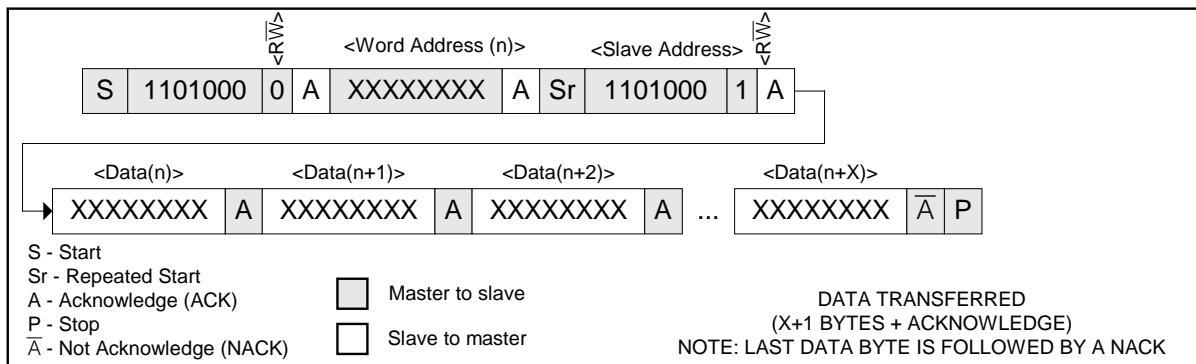 <RW̅> <Word Address (n)> <Slave Address> <RW̅>
S 1101000 0 A XXXXXXXX A Sr 1101000 1 A
<Data(n)> <Data(n+1)> <Data(n+2)> <Data(n+X)>
XXXXXXXX A XXXXXXXX A XXXXXXXX A ... XXXXXXXX A̅ P
S - Start
Sr - Repeated Start
A - Acknowledge (ACK)
P - Stop
A̅ - Not Acknowledge (NACK)
Master to slave
Slave to master
DATA TRANSFERRED
(X+1 BYTES + ACKNOWLEDGE)
NOTE: LAST DATA BYTE IS FOLLOWED BY A NACK